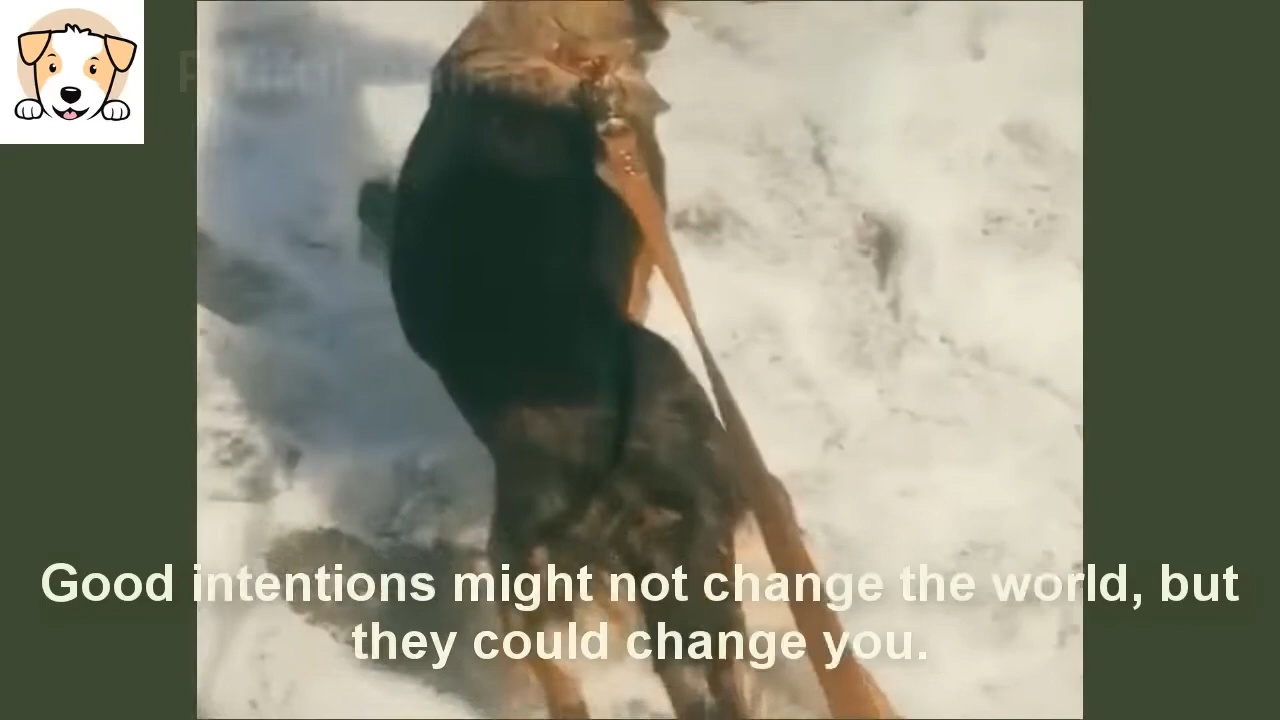 Good intentions might not change the world, but
they could change you.